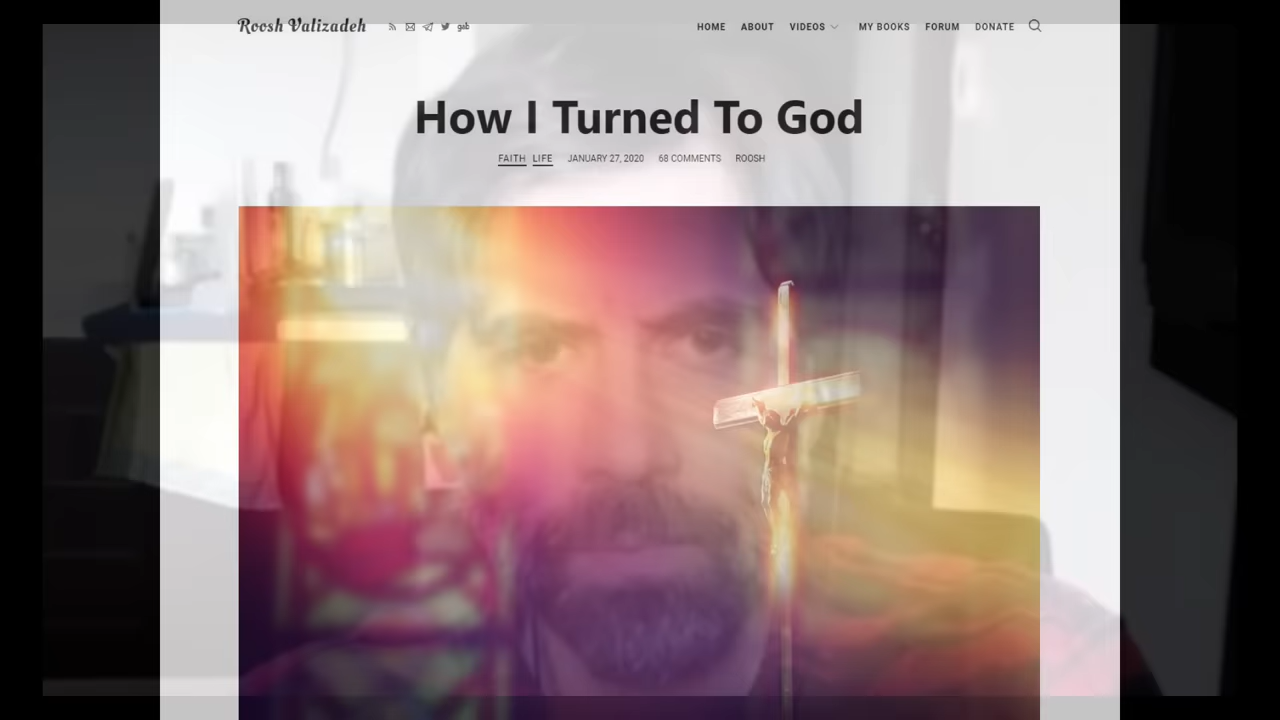 Roosh Valizadeh gab HOME ABOUT VIDEOS MY BOOKS FORUM DONATE
How I Turned To God
FAITH LIFE JANUARY 27, 2020 68 COMMENTS ROOSH